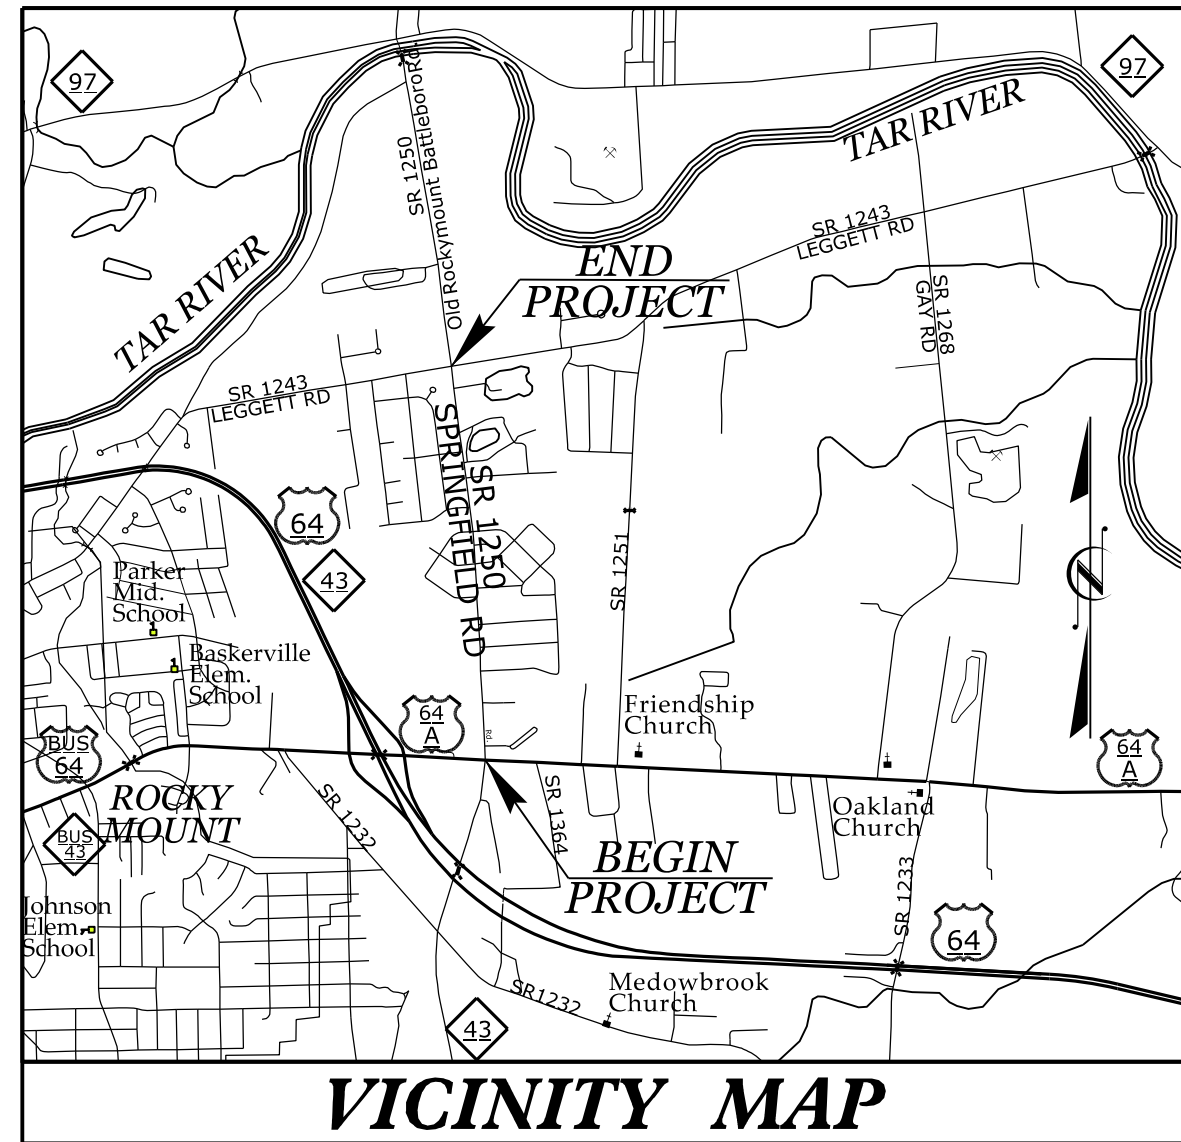 97
97
TAR RIVER
SR 1250
Old Rockymount Battleboro Rd.
SR 1243
LEGGETT RD
END
PROJECT
TAR RIVER
SR 1268
GAY RD
SR 1243
LEGGETT RD
SPRINGFIELD RD
SR 1250
64
43
SR 1251
N
Parker
Mid.
School
1
Baskerville
Elem.
School
1
64
A
Friendship
Church
Rd.
BUS
64
64
A
ROCKY
MOUNT
BUS
43
SR 1232
SR 1364
Oakland
Church
BEGIN
PROJECT
SR 1233
Johnson
Elem.
School
64
Medowbrook
Church
SR1232
43
VICINITY MAP